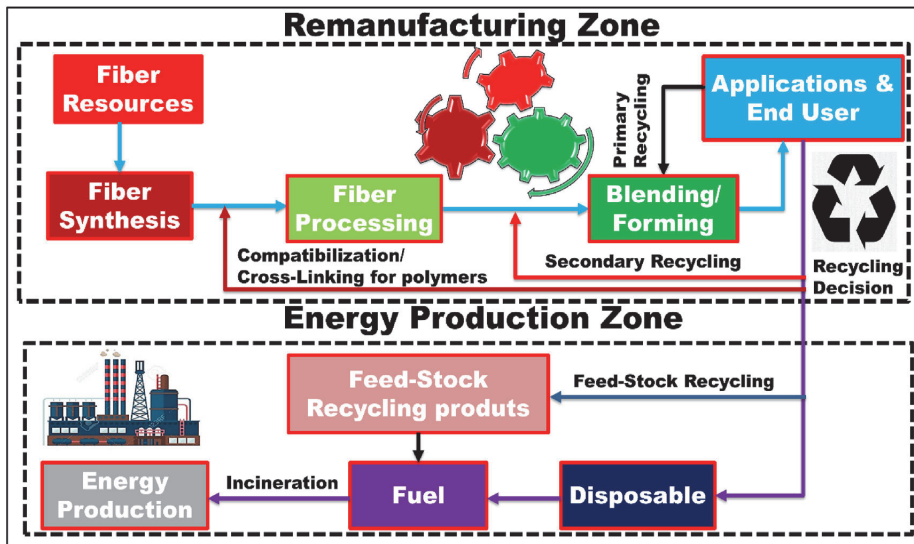 Remanufacturing Zone
Fiber
Resources
Applications &
End User
Primary
Recycling
Fiber
Synthesis
Fiber
Processing
Blending/
Forming
Compatibilization/
Cross-Linking for polymers
Secondary Recycling
Recycling
Decision
Energy Production Zone
Feed-Stock
Recycling produts
Feed-Stock Recycling
Energy
Production
Incineration
Fuel
Disposable